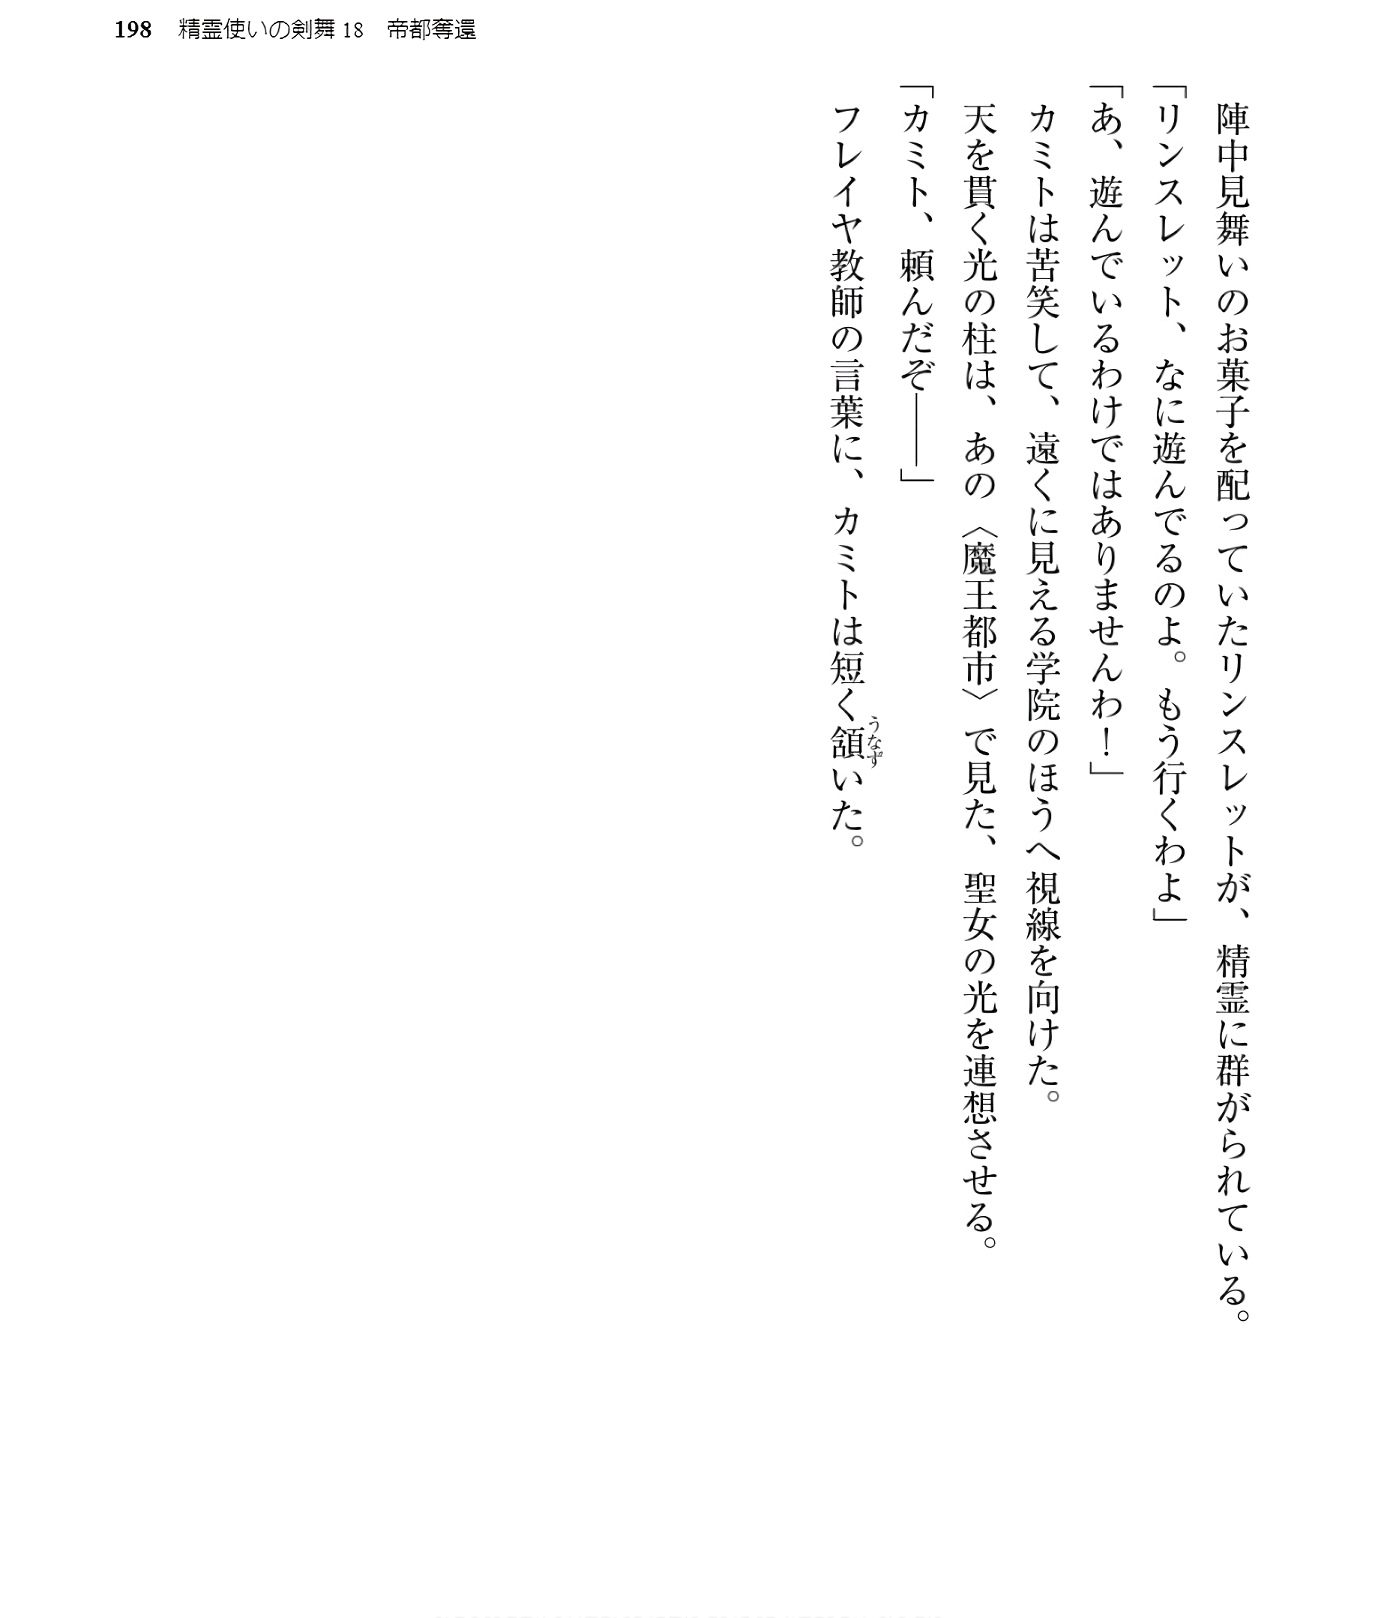 198 精霊使いの剣舞 18 帝都奪還
陣中見舞いのお菓子を配っていたリンスレットが、精霊に群がられている。
「リンスレット、なに遊んでるのよ。もう行くわよ」
「あ、遊んでいるわけではありませんわ！」
カミトは苦笑して、遠くに見える学院のほうへ視線を向けた。
天を貫く光の柱は、あの〈魔王都市〉で見た、聖女の光を連想させる。
「カミト、頼んだぞ――」
フレイヤ教師の言葉に、カミトは短く頷いた。
うなず